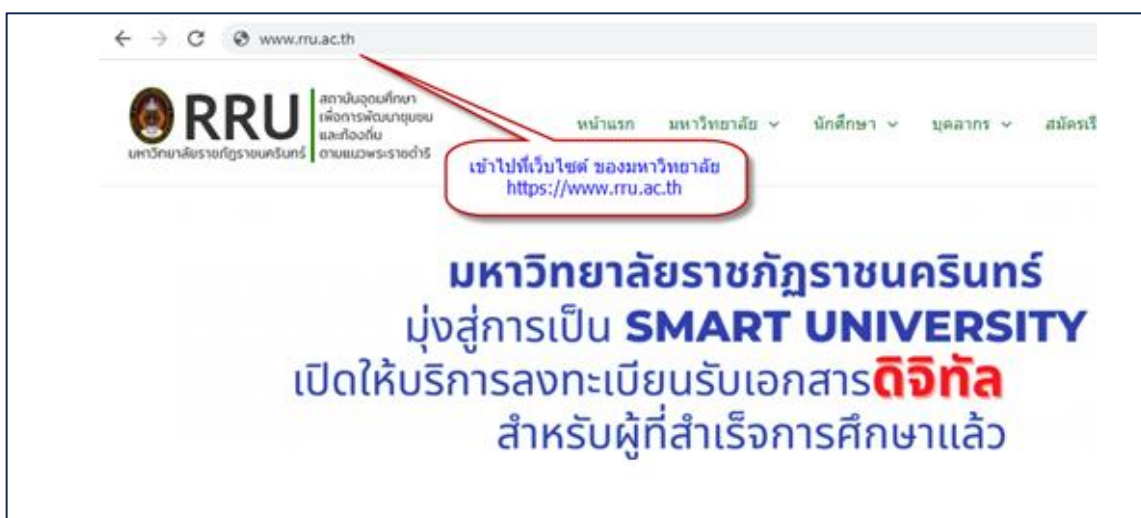 www.rru.ac.th
RRU
สถาบันอุดมศึกษา
เพื่อการพัฒนาชุมชน
และท้องถิ่น
ตามแนวพระราชดำริ
มหาวิทยาลัยราชภัฏราชนครินทร์
หน้าแรก มหาวิทยาลัย นักศึกษา บุคลากร สมัครเรี
เข้าไปที่เว็บไซต์ ของมหาวิทยาลัย
https://www.rru.ac.th
มหาวิทยาลัยราชภัฏราชนครินทร์
มุ่งสู่การเป็น SMART UNIVERSITY
เปิดให้บริการลงทะเบียนรับเอกสารดิจิทัล
สำหรับผู้ที่สำเร็จการศึกษาแล้ว